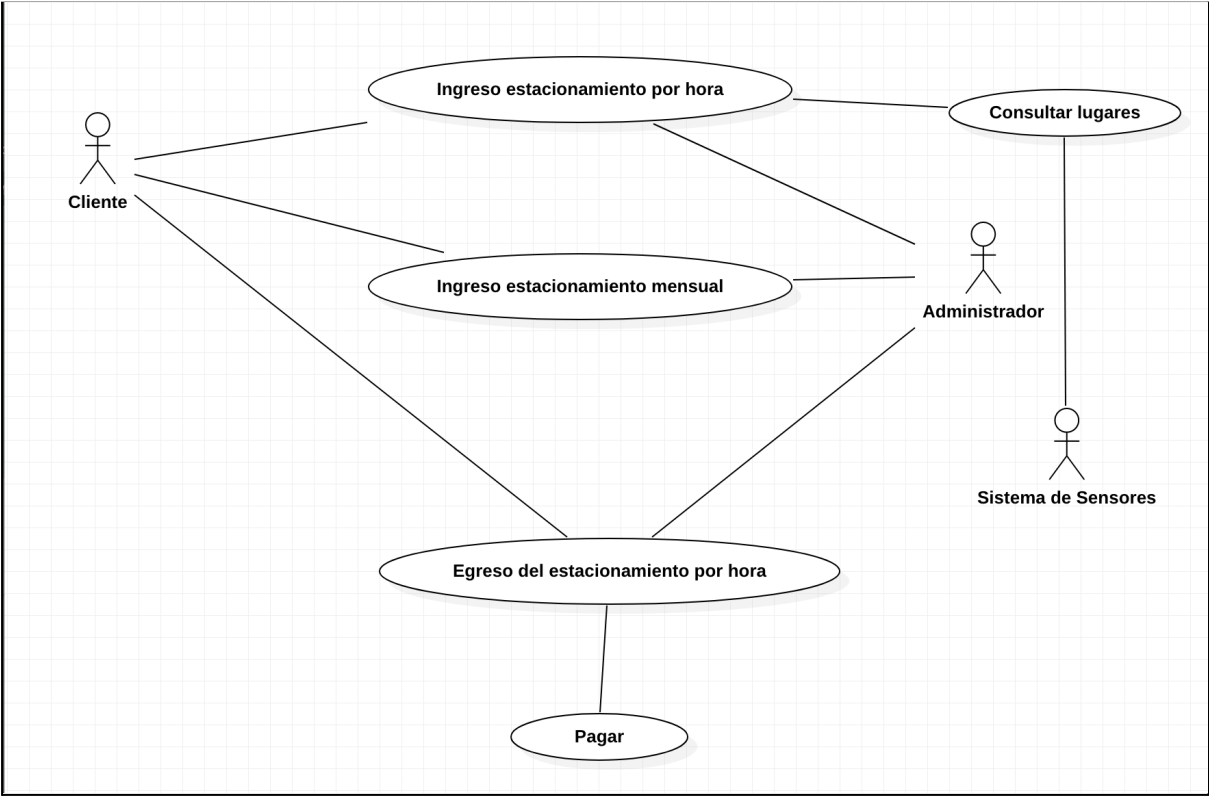 Ingreso estacionamiento por hora
Consultar lugares
Cliente
Ingreso estacionamiento mensual
Administrador
Sistema de Sensores
Egreso del estacionamiento por hora
Pagar